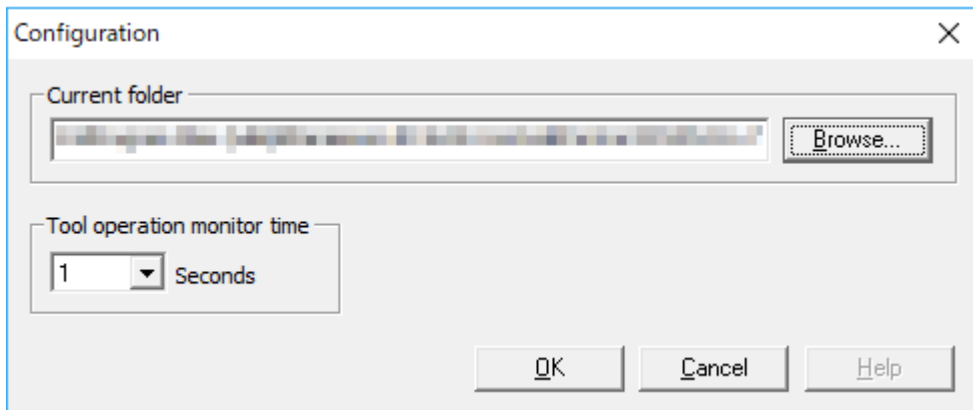 Configuration
Current folder
Browse...
Tool operation monitor time
1 Seconds
OK Cancel Help